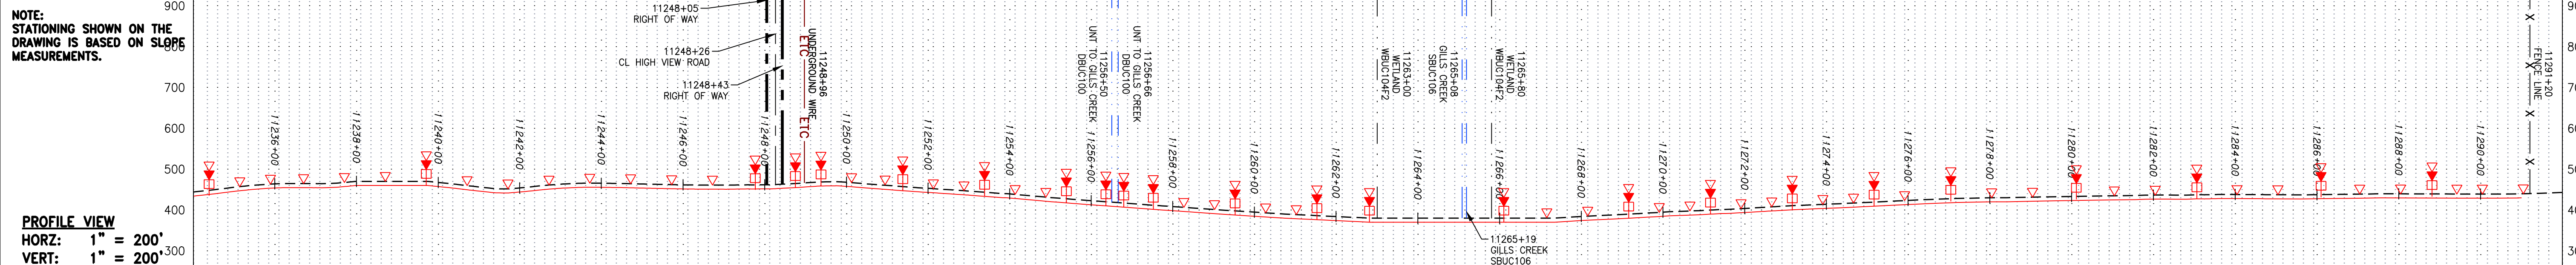 NOTE:
STATIONING SHOWN ON THE
DRAWING IS BASED ON SLOPE
MEASUREMENTS.
PROFILE VIEW
HORZ: 1" = 200'
VERT: 1" = 200'
900
800
700
600
500
400
300
11248+05
RIGHT OF WAY
11248+26
CL HIGH VIEW ROAD
11248+43
RIGHT OF WAY
ETC
ETC
11248+96
UNDERGROUND WIRE
11256+50
UNT TO GILLS CREEK
DBUC100
11256+66
UNT TO GILLS CREEK
DBUC100
11263+00
WETLAND
WBUC104F2
11265+08
GILLS CREEK
SBUC106
11265+80
WETLAND
WBUC104F2
11265+19
GILLS CREEK
SBUC106
11291+20
FENCE LINE
X
X
X
X
11236+00
11238+00
11240+00
11242+00
11244+00
11246+00
11248+00
11250+00
11252+00
11254+00
11256+00
11258+00
11260+00
11262+00
11264+00
11266+00
11268+00
11270+00
11272+00
11274+00
11276+00
11278+00
11280+00
11282+00
11284+00
11286+00
11288+00
11290+00